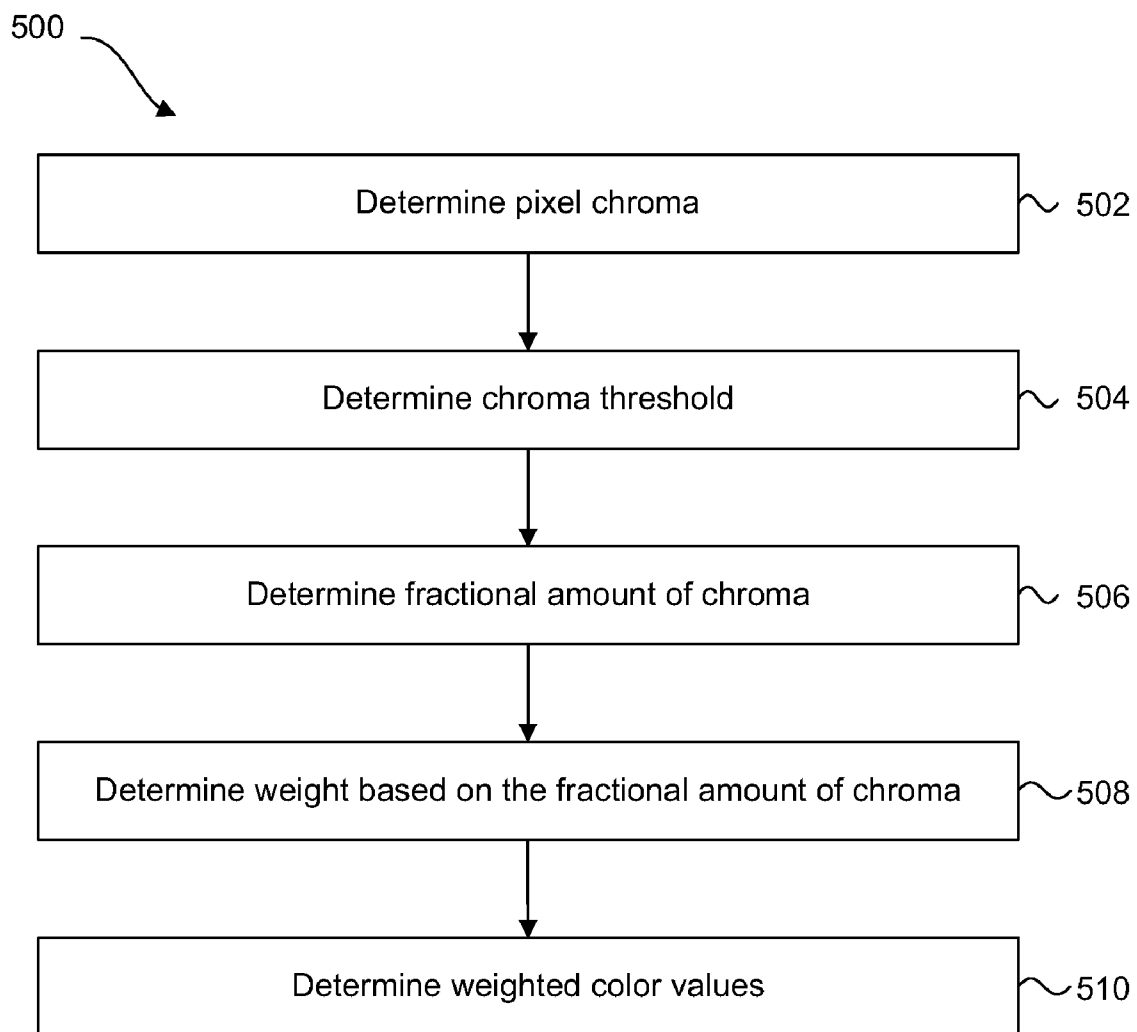 500
Determine pixel chroma
502
Determine chroma threshold
504
Determine fractional amount of chroma
506
Determine weight based on the fractional amount of chroma
508
Determine weighted color values
510